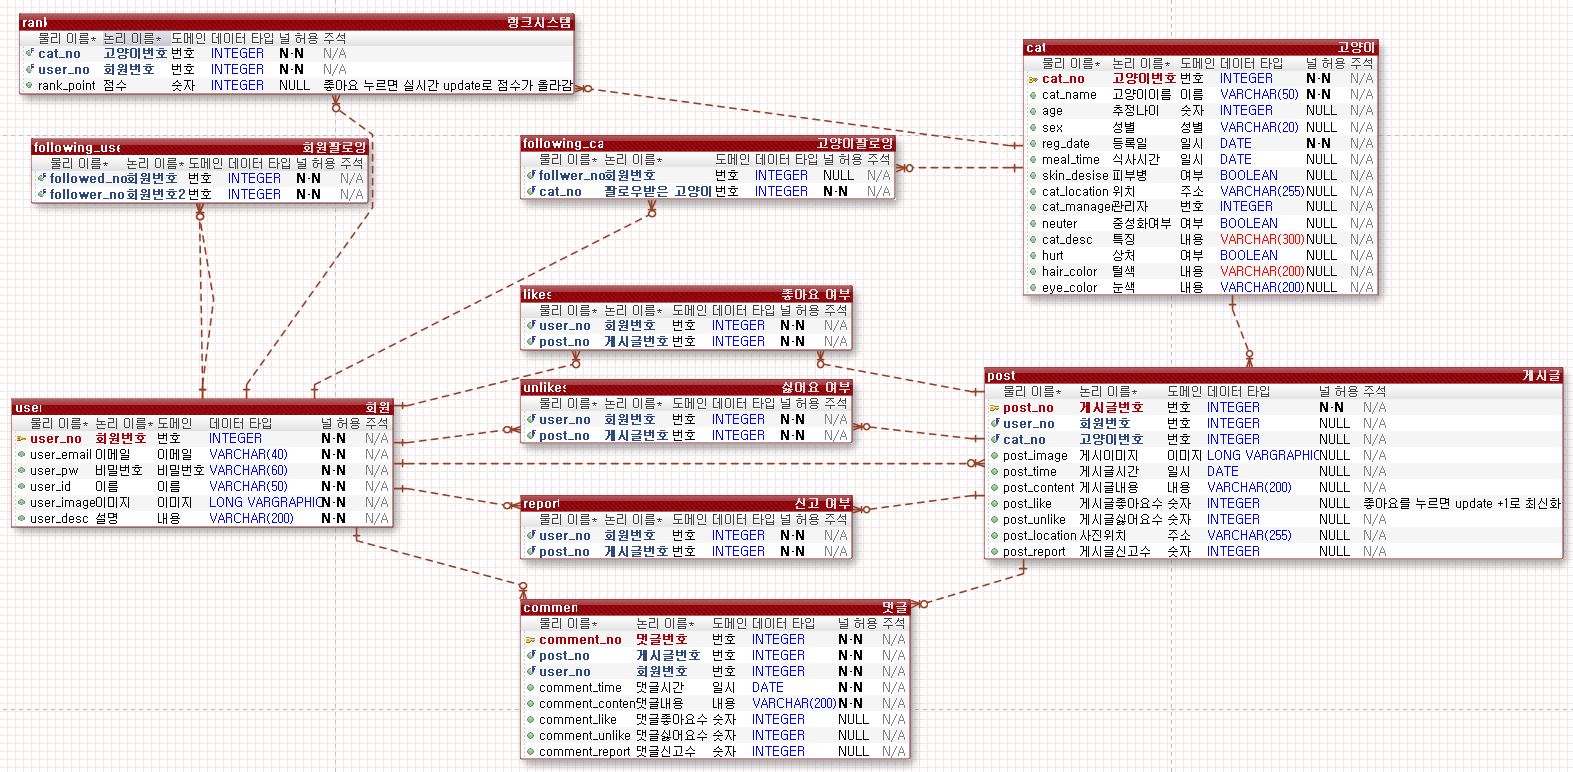 rank 랭크시스템
물리 이름* 논리 이름* 도메인 데이터 타입 널 허용 주석
cat_no 고양이번호 번호 INTEGER N-N N/A
user_no 회원번호 번호 INTEGER N-N N/A
rank_point 점수 숫자 INTEGER NULL 좋아요 누르면 실시간 update로 점수가 올라감
following_use 회원팔로잉
물리 이름* 논리 이름* 도메인 데이터 타입 널 허용 주석
followed_no 회원번호 번호 INTEGER N-N N/A
follower_no 회원번호2 번호 INTEGER N-N N/A
following_ca 고양이팔로잉
물리 이름* 논리 이름* 도메인 데이터 타입 널 허용 주석
follwer_no 회원번호 번호 INTEGER NULL N/A
cat_no 팔로우받은 고양이 번호 INTEGER N-N N/A
cat 고양이
물리 이름* 논리 이름* 도메인 데이터 타입 널 허용 주석
cat_no 고양이번호 번호 INTEGER N-N N/A
cat_name 고양이이름 이름 VARCHAR(50) N-N N/A
age 추정나이 숫자 INTEGER NULL N/A
sex 성별 성별 VARCHAR(20) NULL N/A
reg_date 등록일 일시 DATE N-N N/A
meal_time 식사시간 일시 DATE NULL N/A
skin_desise 피부병 여부 BOOLEAN NULL N/A
cat_location 위치 주소 VARCHAR(255) NULL N/A
cat_manage 관리자 번호 INTEGER NULL N/A
neuter 중성화여부 여부 BOOLEAN NULL N/A
cat_desc 특징 내용 VARCHAR(300) NULL N/A
hurt 상처 여부 BOOLEAN NULL N/A
hair_color 털색 내용 VARCHAR(200) NULL N/A
eye_color 눈색 내용 VARCHAR(200) NULL N/A
likes 좋아요 여부
물리 이름* 논리 이름* 도메인 데이터 타입 널 허용 주석
user_no 회원번호 번호 INTEGER N-N N/A
post_no 게시글번호 번호 INTEGER N-N N/A
unlikes 싫어요 여부
물리 이름* 논리 이름* 도메인 데이터 타입 널 허용 주석
user_no 회원번호 번호 INTEGER N-N N/A
post_no 게시글번호 번호 INTEGER N-N N/A
user 회원
물리 이름* 논리 이름* 도메인 데이터 타입 널 허용 주석
user_no 회원번호 번호 INTEGER N-N N/A
user_email 이메일 이메일 VARCHAR(40) N-N N/A
user_pw 비밀번호 비밀번호 VARCHAR(60) N-N N/A
user_id 이름 이름 VARCHAR(50) N-N N/A
user_image 이미지 이미지 LONG VARGRAPHIC N-N N/A
user_desc 설명 내용 VARCHAR(200) N-N N/A
post 게시글
물리 이름* 논리 이름* 도메인 데이터 타입 널 허용 주석
post_no 게시글번호 번호 INTEGER N-N N/A
user_no 회원번호 번호 INTEGER NULL N/A
cat_no 고양이번호 번호 INTEGER NULL N/A
post_image 게시이미지 이미지 LONG VARGRAPHIC NULL N/A
post_time 게시글시간 일시 DATE NULL N/A
post_content 게시글내용 내용 VARCHAR(200) NULL N/A
post_like 게시글좋아요수 숫자 INTEGER NULL 좋아요를 누르면 update +1로 최신화
post_unlike 게시글싫어요수 숫자 INTEGER NULL N/A
post_location 사진위치 주소 VARCHAR(255) NULL N/A
post_report 게시글신고수 숫자 INTEGER NULL N/A
report 신고 여부
물리 이름* 논리 이름* 도메인 데이터 타입 널 허용 주석
user_no 회원번호 번호 INTEGER N-N N/A
post_no 게시글번호 번호 INTEGER N-N N/A
commen 댓글
물리 이름* 논리 이름* 도메인 데이터 타입 널 허용 주석
comment_no 댓글번호 번호 INTEGER N-N N/A
post_no 게시글번호 번호 INTEGER N-N N/A
user_no 회원번호 번호 INTEGER N-N N/A
comment_time 댓글시간 일시 DATE N-N N/A
comment_conten 댓글내용 내용 VARCHAR(200) N-N N/A
comment_like 댓글좋아요수 숫자 INTEGER NULL N/A
comment_unlike 댓글싫어요수 숫자 INTEGER NULL N/A
comment_report 댓글신고수 숫자 INTEGER NULL N/A